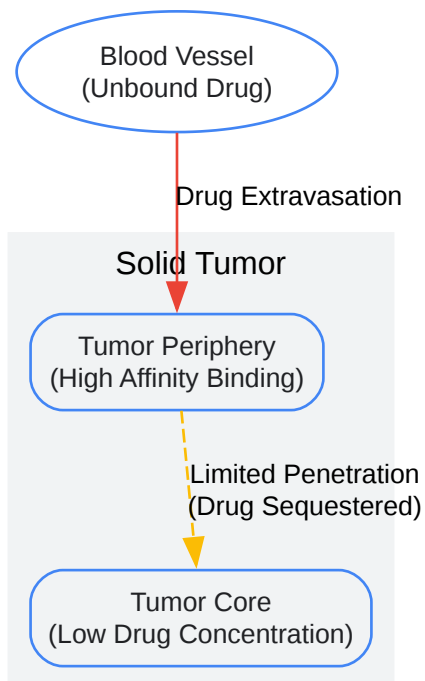 Blood Vessel
(Unbound Drug)
Drug Extravasation
Solid Tumor
Tumor Periphery
(High Affinity Binding)
Limited Penetration
(Drug Sequestered)
Tumor Core
(Low Drug Concentration)